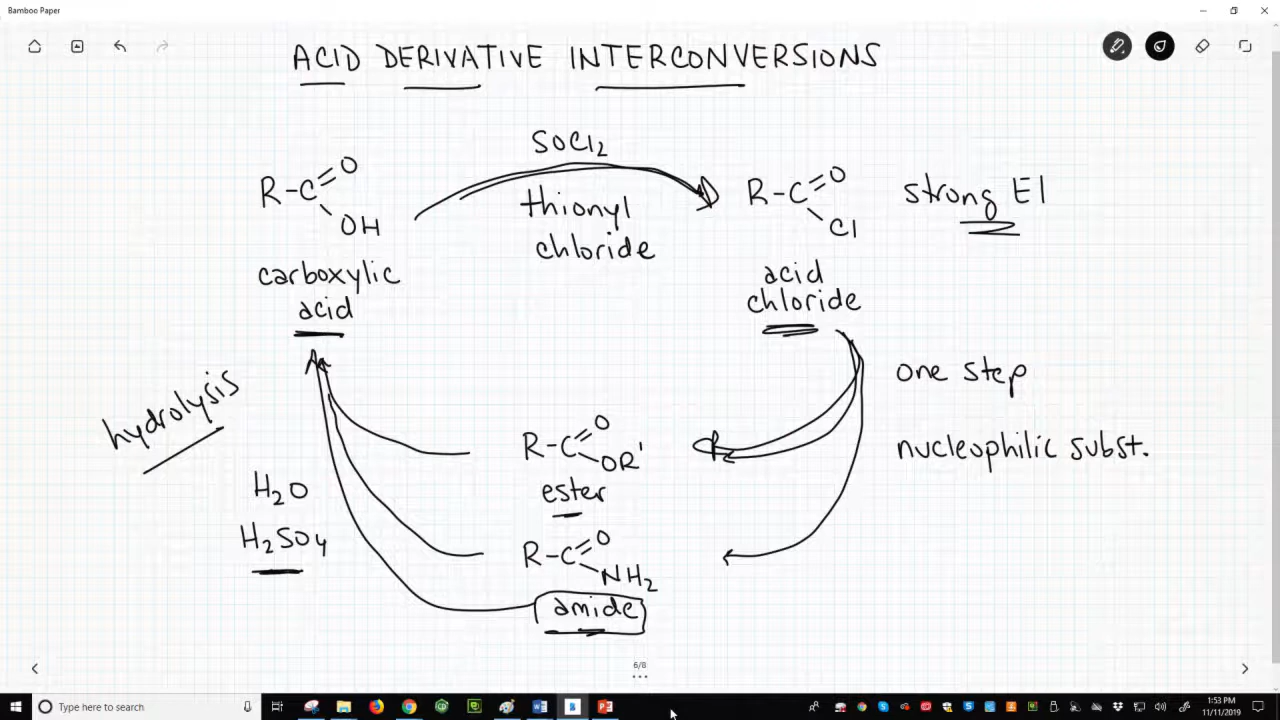 Bamboo Paper
ACID DERIVATIVE INTERCONVERSIONS
SOCl2
R-C=O
OH
thionyl
chloride
R-C=O
Cl
strong El
carboxylic
acid
acid
chloride
one step
hydrolysis
R-C=O
OR'
nucleophilic subst.
ester
H2O
H2SO4
R-C=O
NH2
amide
6/8
Type here to search
1:53 PM
11/11/2019